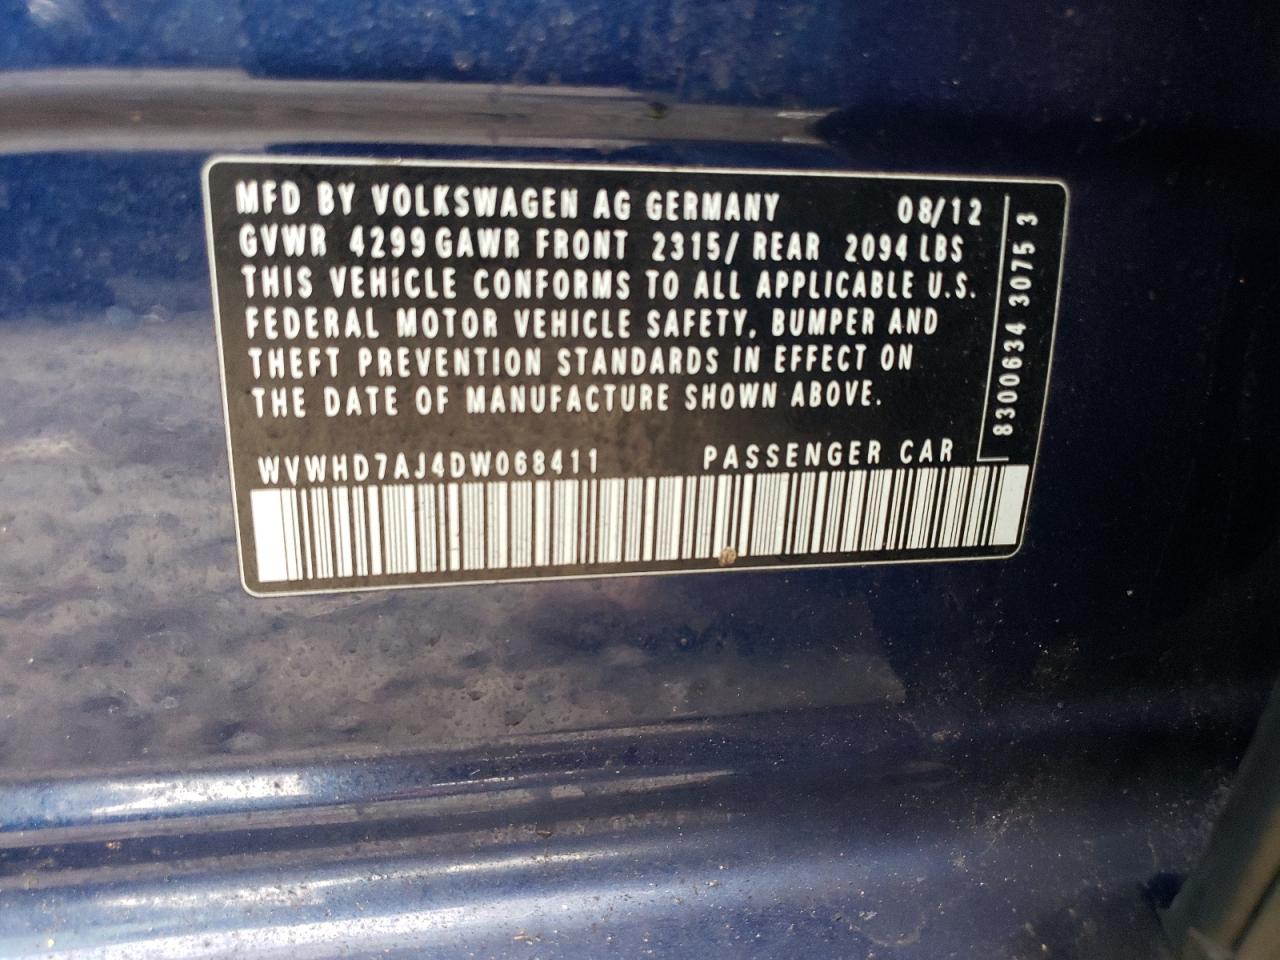 MFD BY VOLKSWAGEN AG GERMANY 08/12
GVWR 4299 GAWR FRONT 2315/ REAR 2094 LBS
THIS VEHICLE CONFORMS TO ALL APPLICABLE U.S.
FEDERAL MOTOR VEHICLE SAFETY, BUMPER AND
THEFT PREVENTION STANDARDS IN EFFECT ON
THE DATE OF MANUFACTURE SHOWN ABOVE.
WVWHD7AJ4DW068411 PASSENGER CAR
8300634 3075 3